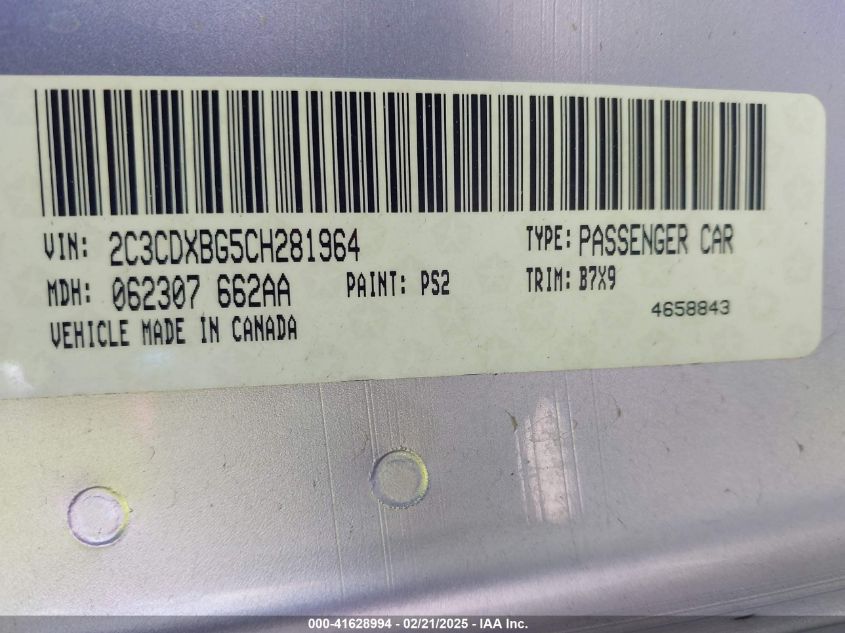 VIN: 2C3CDXBG5CH281964 TYPE: PASSENGER CAR
MDH: 062307 662AA PAINT: PS2 TRIM: B7X9
VEHICLE MADE IN CANADA 4658843
000-41628994 - 02/21/2025 - IAA Inc.